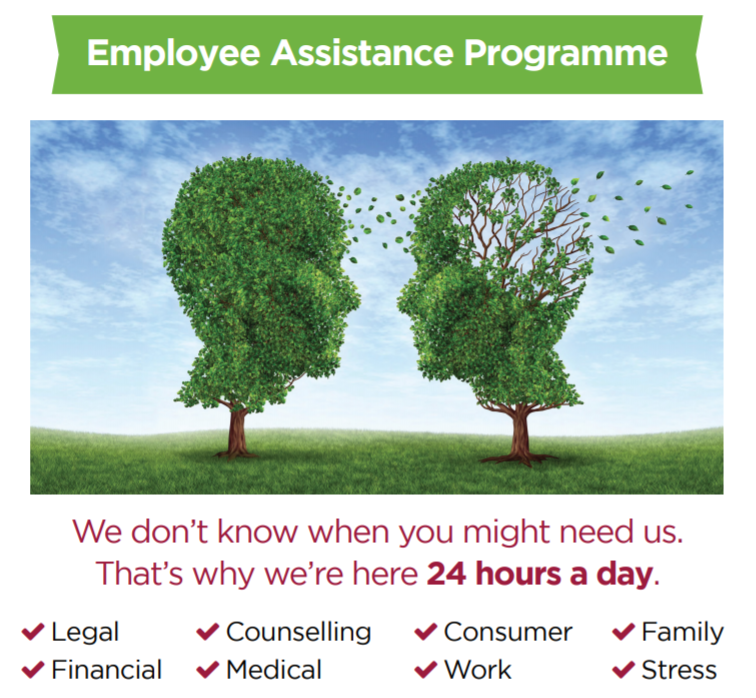 Employee Assistance Programme
We don't know when you might need us.
That's why we're here 24 hours a day.
Legal Counselling Consumer Family
Financial Medical Work Stress